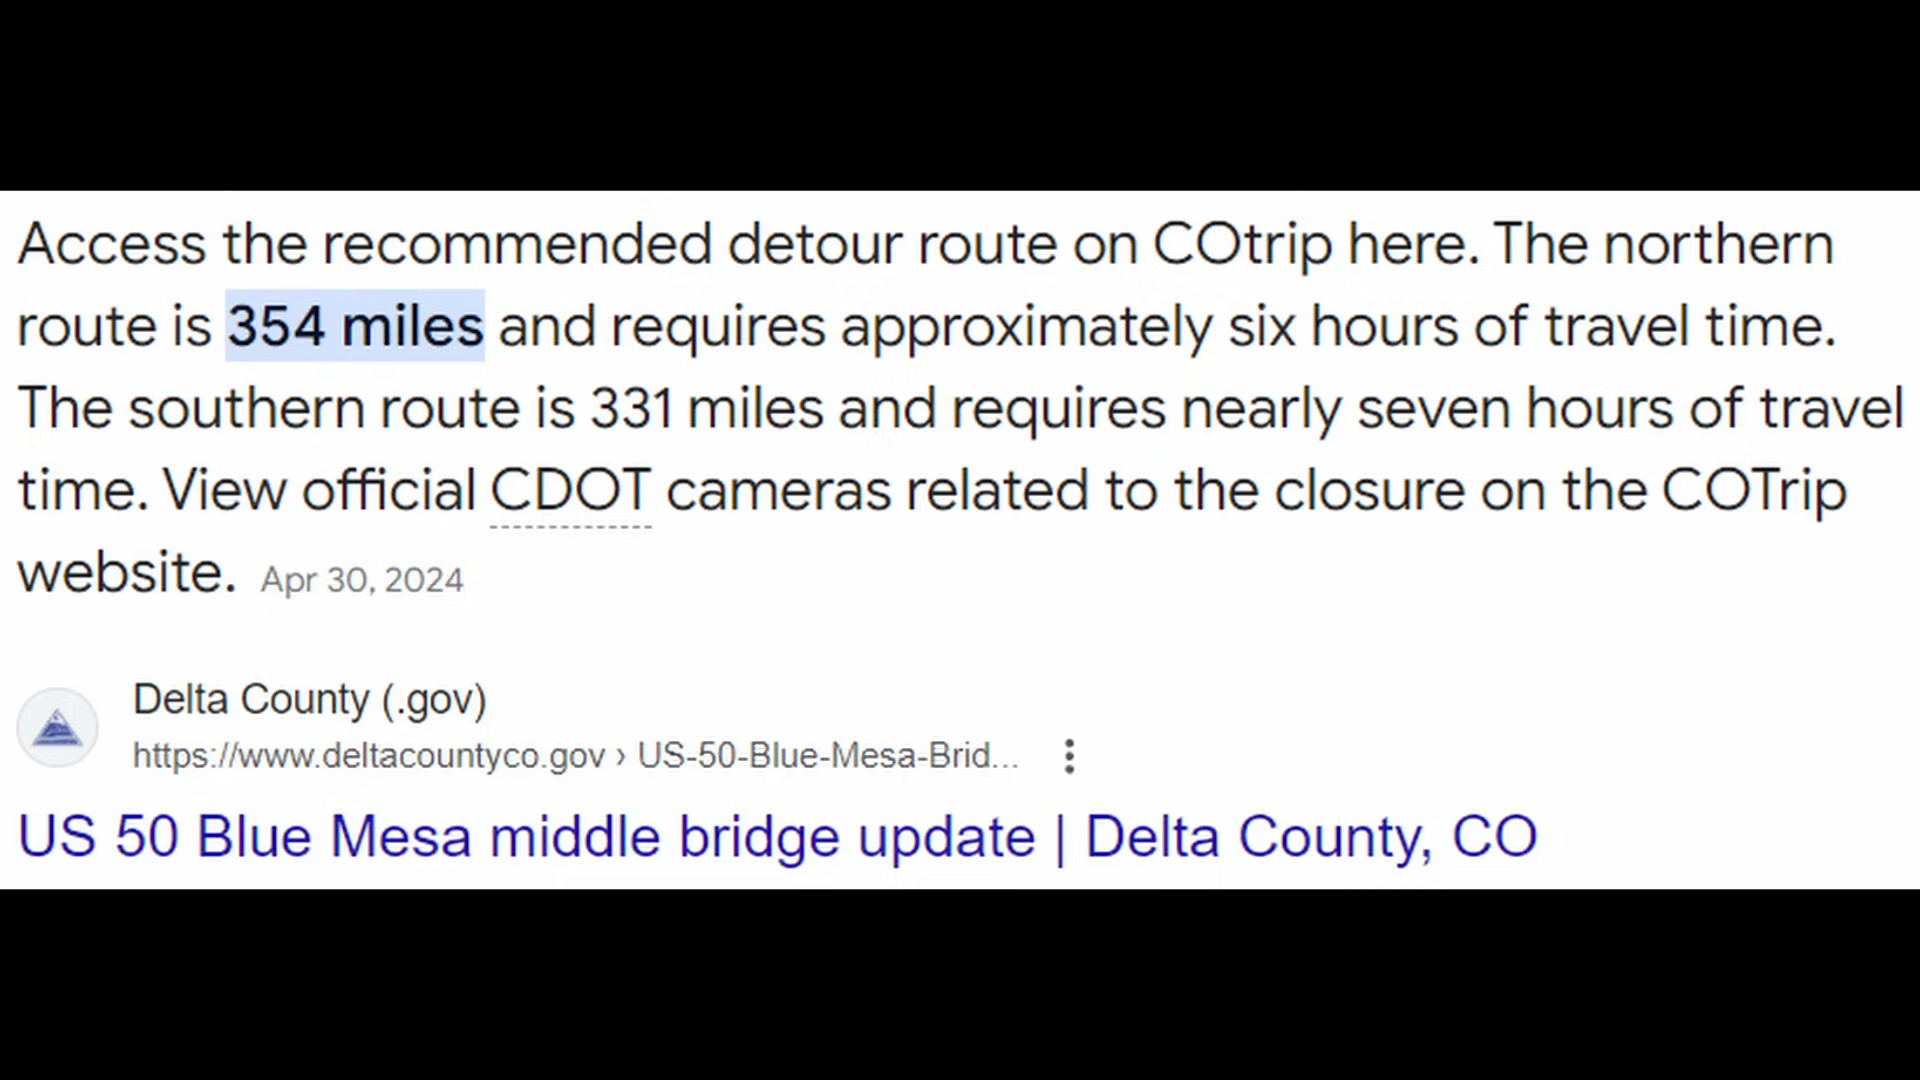 Access the recommended detour route on COtrip here. The northern
route is 354 miles and requires approximately six hours of travel time.
The southern route is 331 miles and requires nearly seven hours of travel
time. View official CDOT cameras related to the closure on the COTrip
website. Apr 30, 2024
Delta County (.gov)
https://www.deltacountyco.gov › US-50-Blue-Mesa-Brid...
US 50 Blue Mesa middle bridge update | Delta County, CO